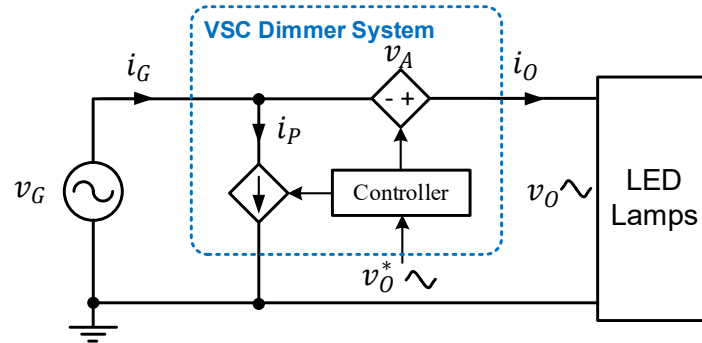 VSC Dimmer System
v_A
i_G
i_O
- +
i_P
Controller
v_G
v_O
LED
Lamps
v_O^*